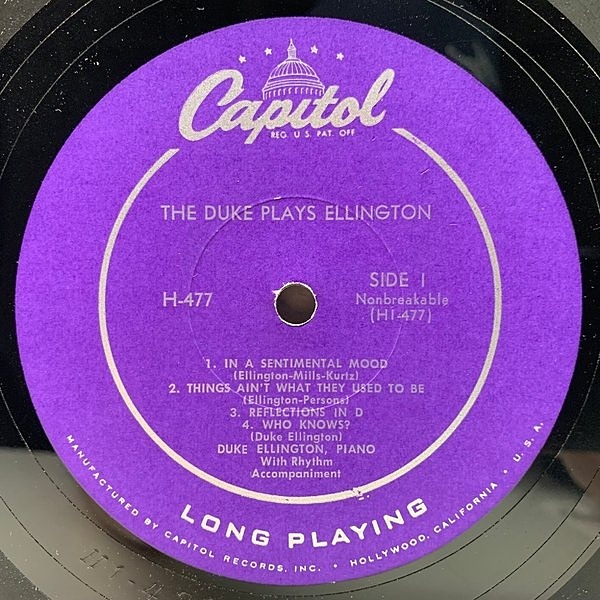 Capitol
REG. U.S. PAT. OFF
THE DUKE PLAYS ELLINGTON
H-477
SIDE 1
Nonbreakable
(H1-477)
1. IN A SENTIMENTAL MOOD
(Ellington-Mills-Kurtz)
2. THINGS AIN'T WHAT THEY USED TO BE
(Ellington-Persons)
3. REFLECTIONS IN D
4. WHO KNOWS?
(Duke Ellington)
DUKE ELLINGTON, PIANO
With Rhythm
Accompaniment
LONG PLAYING
MANUFACTURED BY CAPITOL RECORDS, INC. • HOLLYWOOD, CALIFORNIA • U.S.A.